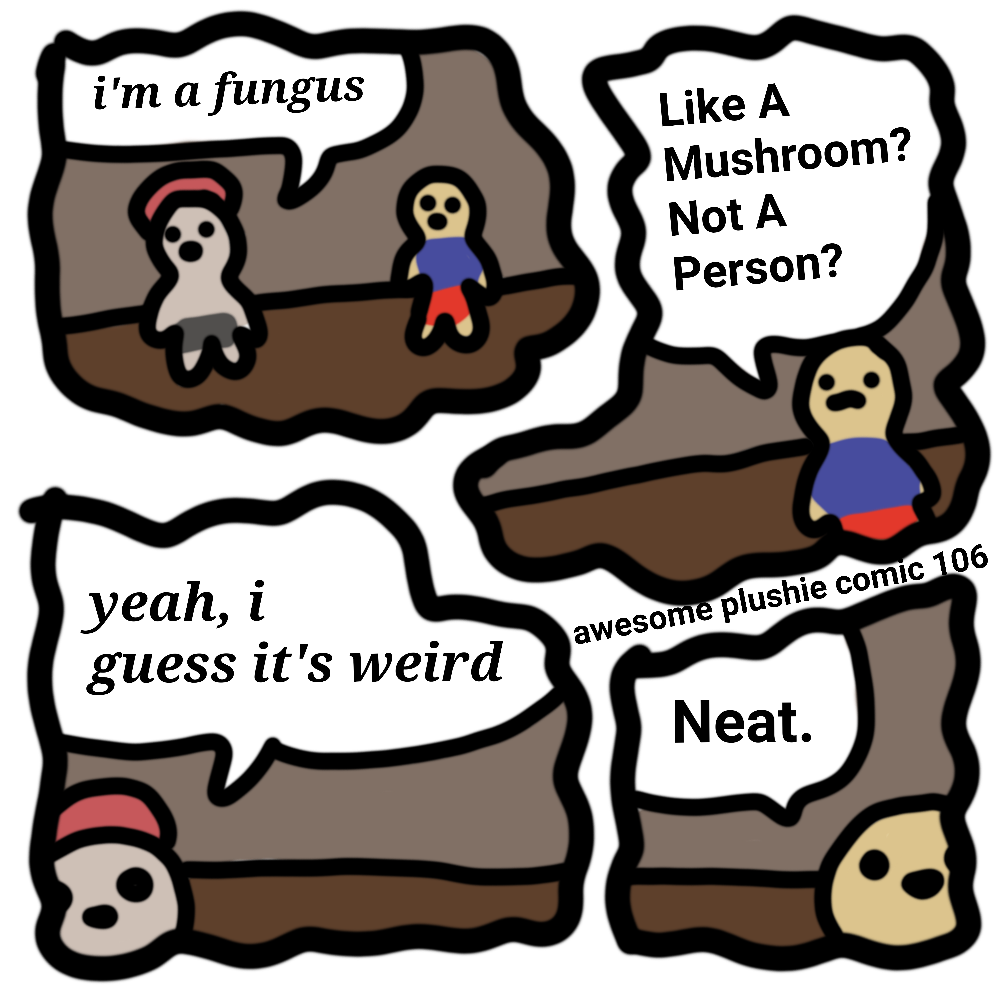 i'm a fungus
Like A
Mushroom?
Not A
Person?
yeah, i
guess it's weird
awesome plushie comic 106
Neat.